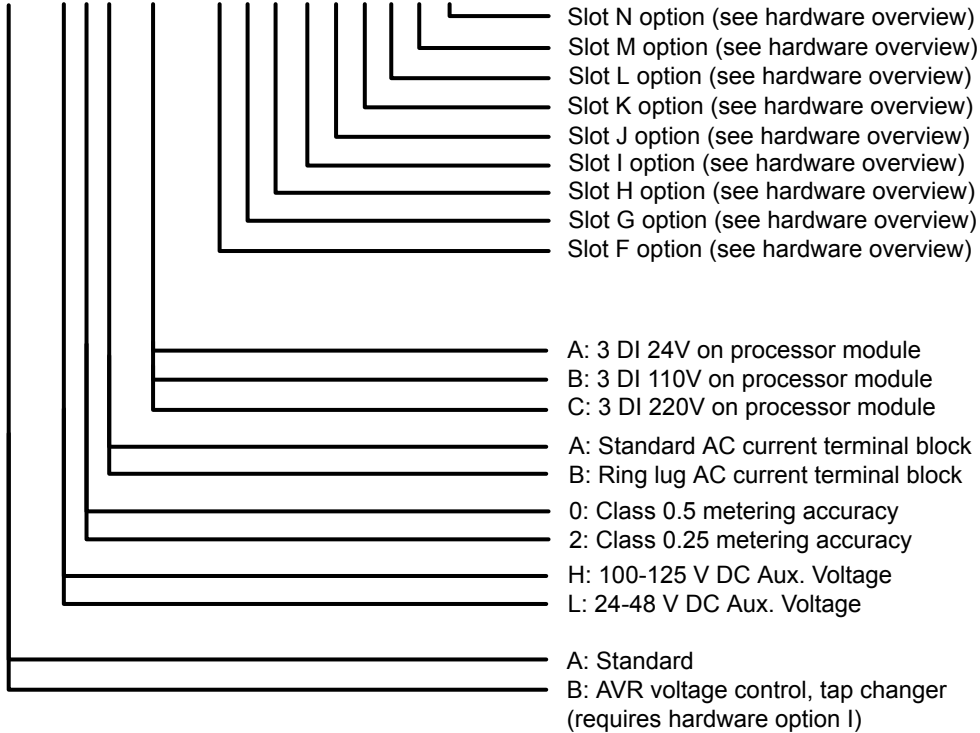 Slot N option (see hardware overview)
Slot M option (see hardware overview)
Slot L option (see hardware overview)
Slot K option (see hardware overview)
Slot J option (see hardware overview)
Slot I option (see hardware overview)
Slot H option (see hardware overview)
Slot G option (see hardware overview)
Slot F option (see hardware overview)
A: 3 DI 24V on processor module
B: 3 DI 110V on processor module
C: 3 DI 220V on processor module
A: Standard AC current terminal block
B: Ring lug AC current terminal block
0: Class 0.5 metering accuracy
2: Class 0.25 metering accuracy
H: 100-125 V DC Aux. Voltage
L: 24-48 V DC Aux. Voltage
A: Standard
B: AVR voltage control, tap changer
(requires hardware option I)